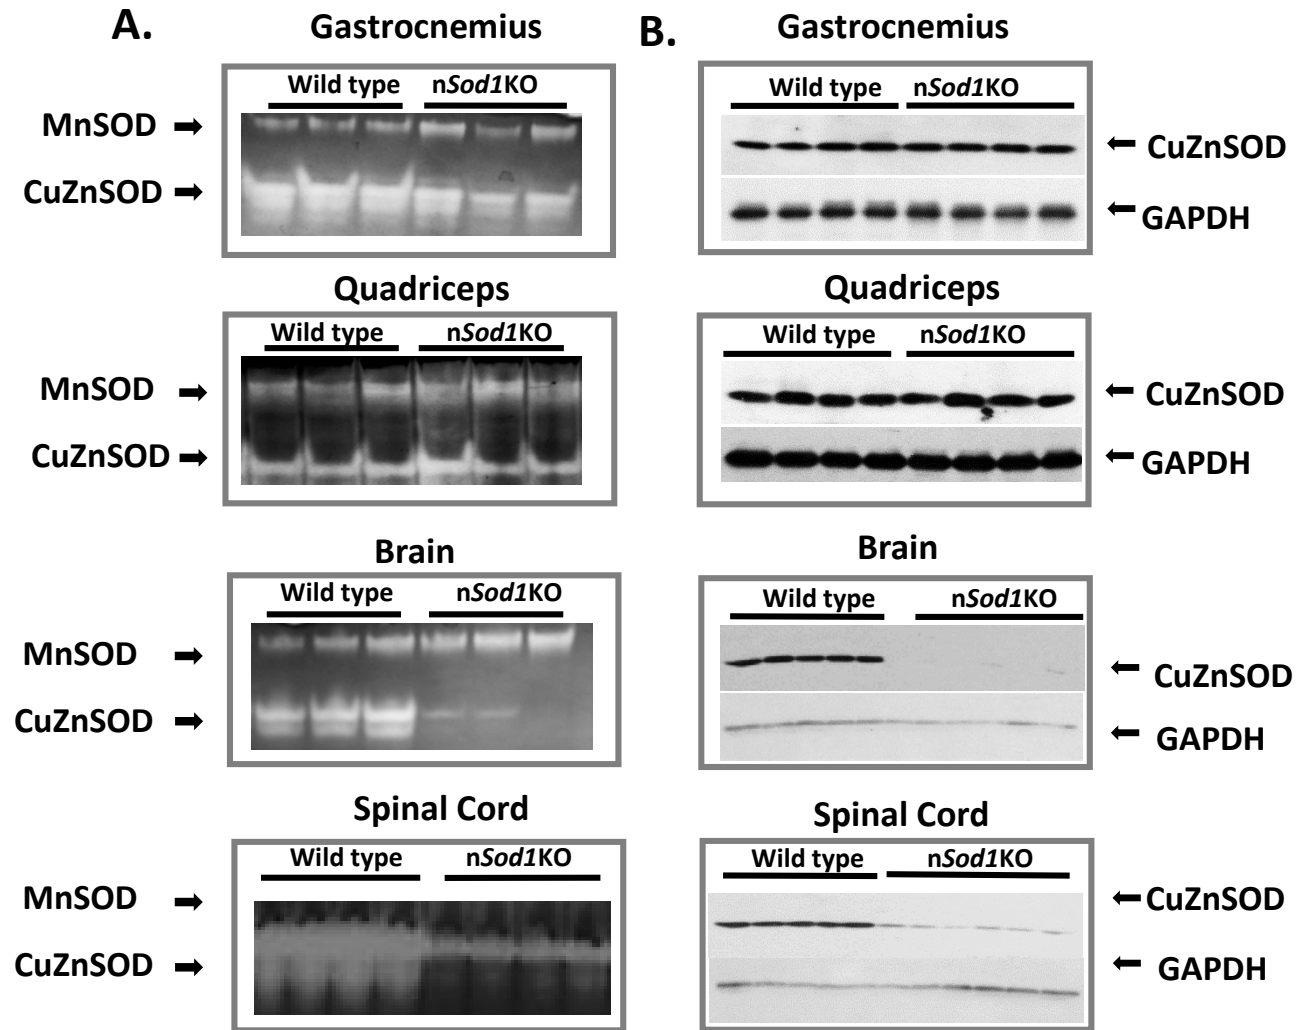 A.
Gastrocnemius
Wild type nSod1KO
MnSOD
CuZnSOD
Quadriceps
Wild type nSod1KO
MnSOD
CuZnSOD
Brain
Wild type nSod1KO
MnSOD
CuZnSOD
Spinal Cord
Wild type nSod1KO
MnSOD
CuZnSOD
B.
Gastrocnemius
Wild type nSod1KO
CuZnSOD
GAPDH
Quadriceps
Wild type nSod1KO
CuZnSOD
GAPDH
Brain
Wild type nSod1KO
CuZnSOD
GAPDH
Spinal Cord
Wild type nSod1KO
CuZnSOD
GAPDH